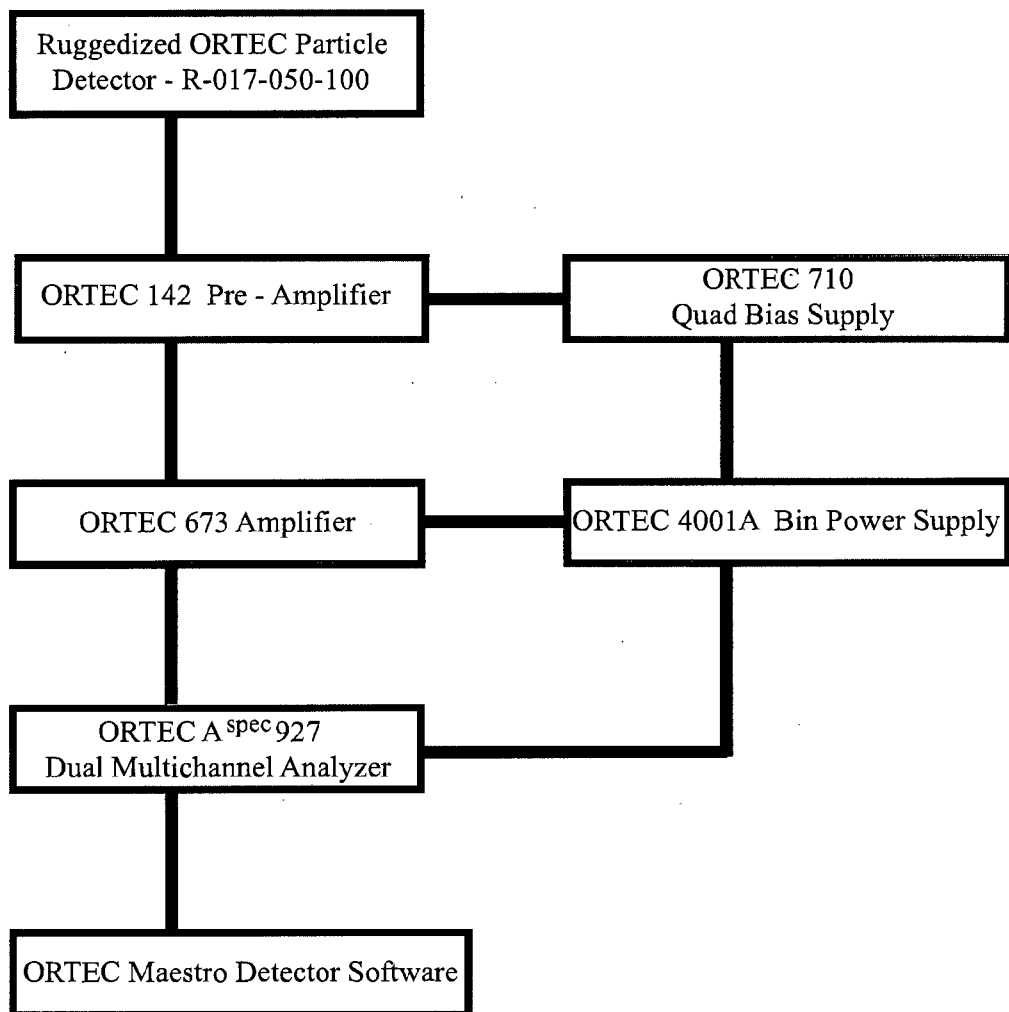 Ruggedized ORTEC Particle
Detector - R-017-050-100
ORTEC 142 Pre - Amplifier
ORTEC 710
Quad Bias Supply
ORTEC 673 Amplifier
ORTEC 4001A Bin Power Supply
ORTEC A spec 927
Dual Multichannel Analyzer
ORTEC Maestro Detector Software